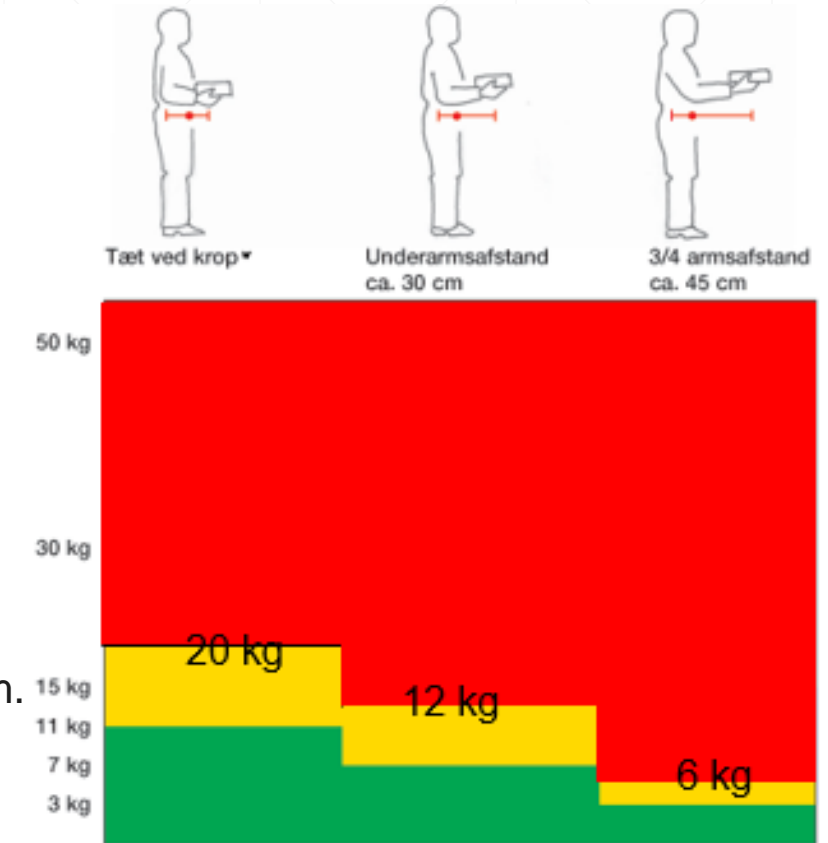 Tæt ved krop▾
Underarmsafstand
ca. 30 cm
3/4 armsafstand
ca. 45 cm
50 kg
30 kg
20 kg
n. 15 kg
12 kg
11 kg
7 kg
6 kg
3 kg